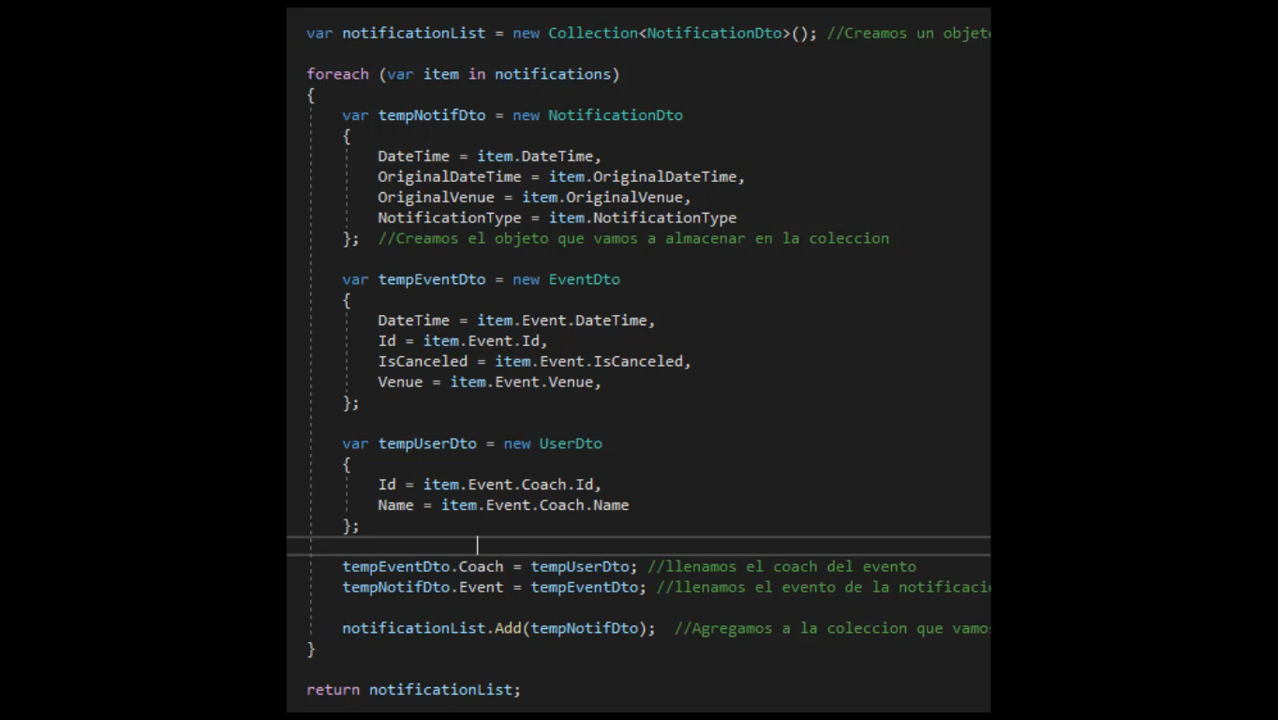 var notificationList = new Collection<NotificationDto>(); //Creamos un objeto
foreach (var item in notifications)
{
var tempNotifDto = new NotificationDto
{
DateTime = item.DateTime,
OriginalDateTime = item.OriginalDateTime,
OriginalVenue = item.OriginalVenue,
NotificationType = item.NotificationType
}; //Creamos el objeto que vamos a almacenar en la coleccion
var tempEventDto = new EventDto
{
DateTime = item.Event.DateTime,
Id = item.Event.Id,
IsCanceled = item.Event.IsCanceled,
Venue = item.Event.Venue,
};
var tempUserDto = new UserDto
{
Id = item.Event.Coach.Id,
Name = item.Event.Coach.Name
};
tempEventDto.Coach = tempUserDto; //llenamos el coach del evento
tempNotifDto.Event = tempEventDto; //llenamos el evento de la notificaci
notificationList.Add(tempNotifDto); //Agregamos a la coleccion que vamo
}
return notificationList;